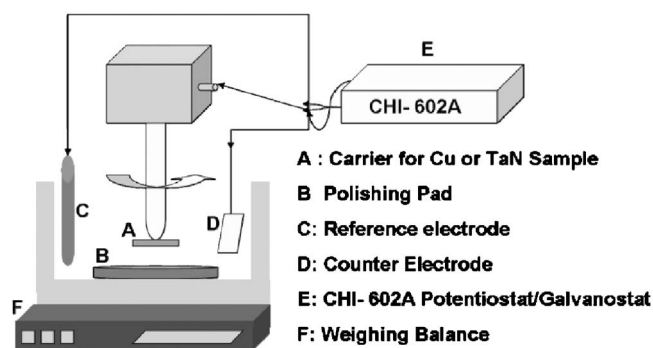 E
CHI- 602A
A : Carrier for Cu or TaN Sample
B Polishing Pad
C: Reference electrode
D: Counter Electrode
E: CHI- 602A Potentiostat/Galvanostat
F: Weighing Balance
C
D
A
B
F